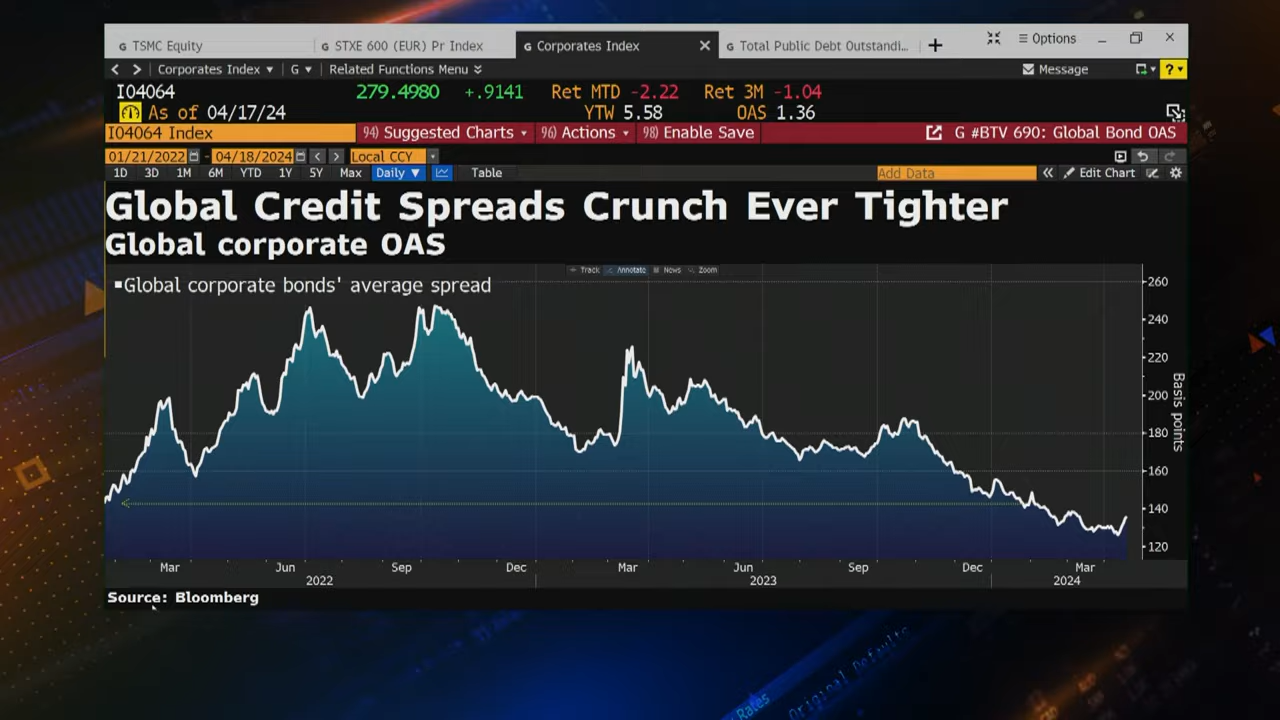 G TSMC Equity G STXE 600 (EUR) Pr Index G Corporates Index ✕ G Total Public Debt Outstandi... + ≡ Options
Corporates Index ▼ G ▼ Related Functions Menu Message ? ▼
I04064 279.4980 +.9141 Ret MTD -2.22 Ret 3M -1.04
As of 04/17/24 YTW 5.58 OAS 1.36
I04064 Index 94) Suggested Charts 96) Actions 98) Enable Save G #BTV 690: Global Bond OAS
01/21/2022 - 04/18/2024 Local CCY
1D 3D 1M 6M YTD 1Y 5Y Max Daily ▼ Table Add Data « Edit Chart
Global Credit Spreads Crunch Ever Tighter
Global corporate OAS
Track Annotate News Zoom
Global corporate bonds' average spread
260
240
220
200
180
160
140
120
Basis points
Mar Jun Sep Dec Mar Jun Sep Dec Mar
2022 2023 2024
Source: Bloomberg
Rates
Original Defaults